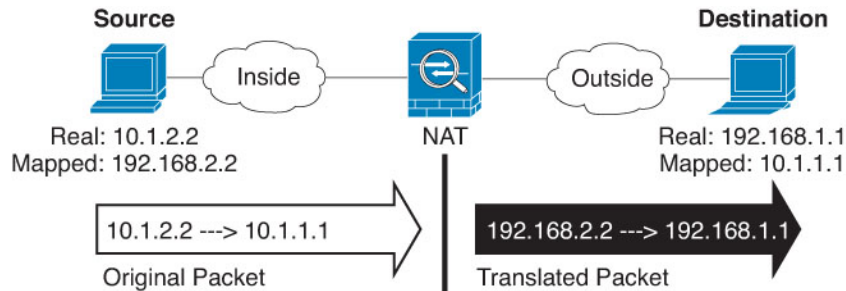 Source
Destination
Inside
Outside
Real: 10.1.2.2
Mapped: 192.168.2.2
NAT
Real: 192.168.1.1
Mapped: 10.1.1.1
10.1.2.2 ---> 10.1.1.1
192.168.2.2 ---> 192.168.1.1
Original Packet
Translated Packet